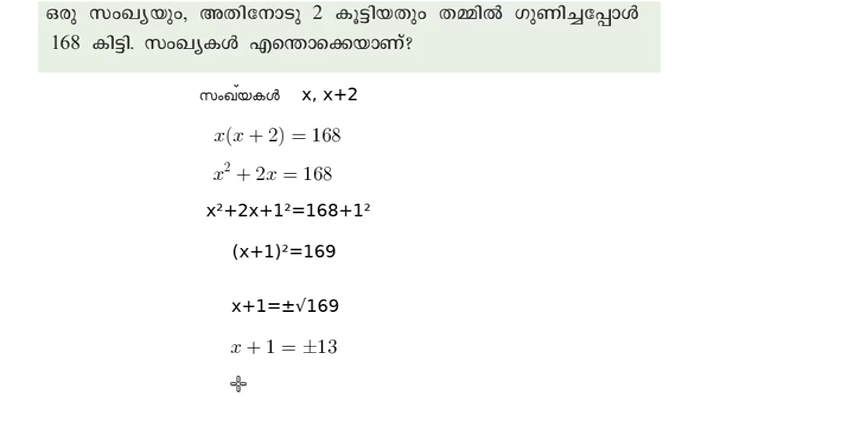 ഒരു സംഖ്യയും, അതിനോടു 2 കൂട്ടിയതും തമ്മിൽ ഗുണിച്ചപ്പോൾ
168 കിട്ടി. സംഖ്യകൾ എന്തൊക്കെയാണ്?
സംഖ്യകൾ x, x+2
x(x + 2) = 168
x² + 2x = 168
x²+2x+1²=168+1²
(x+1)²=169
x+1=±√169
x + 1 = ±13